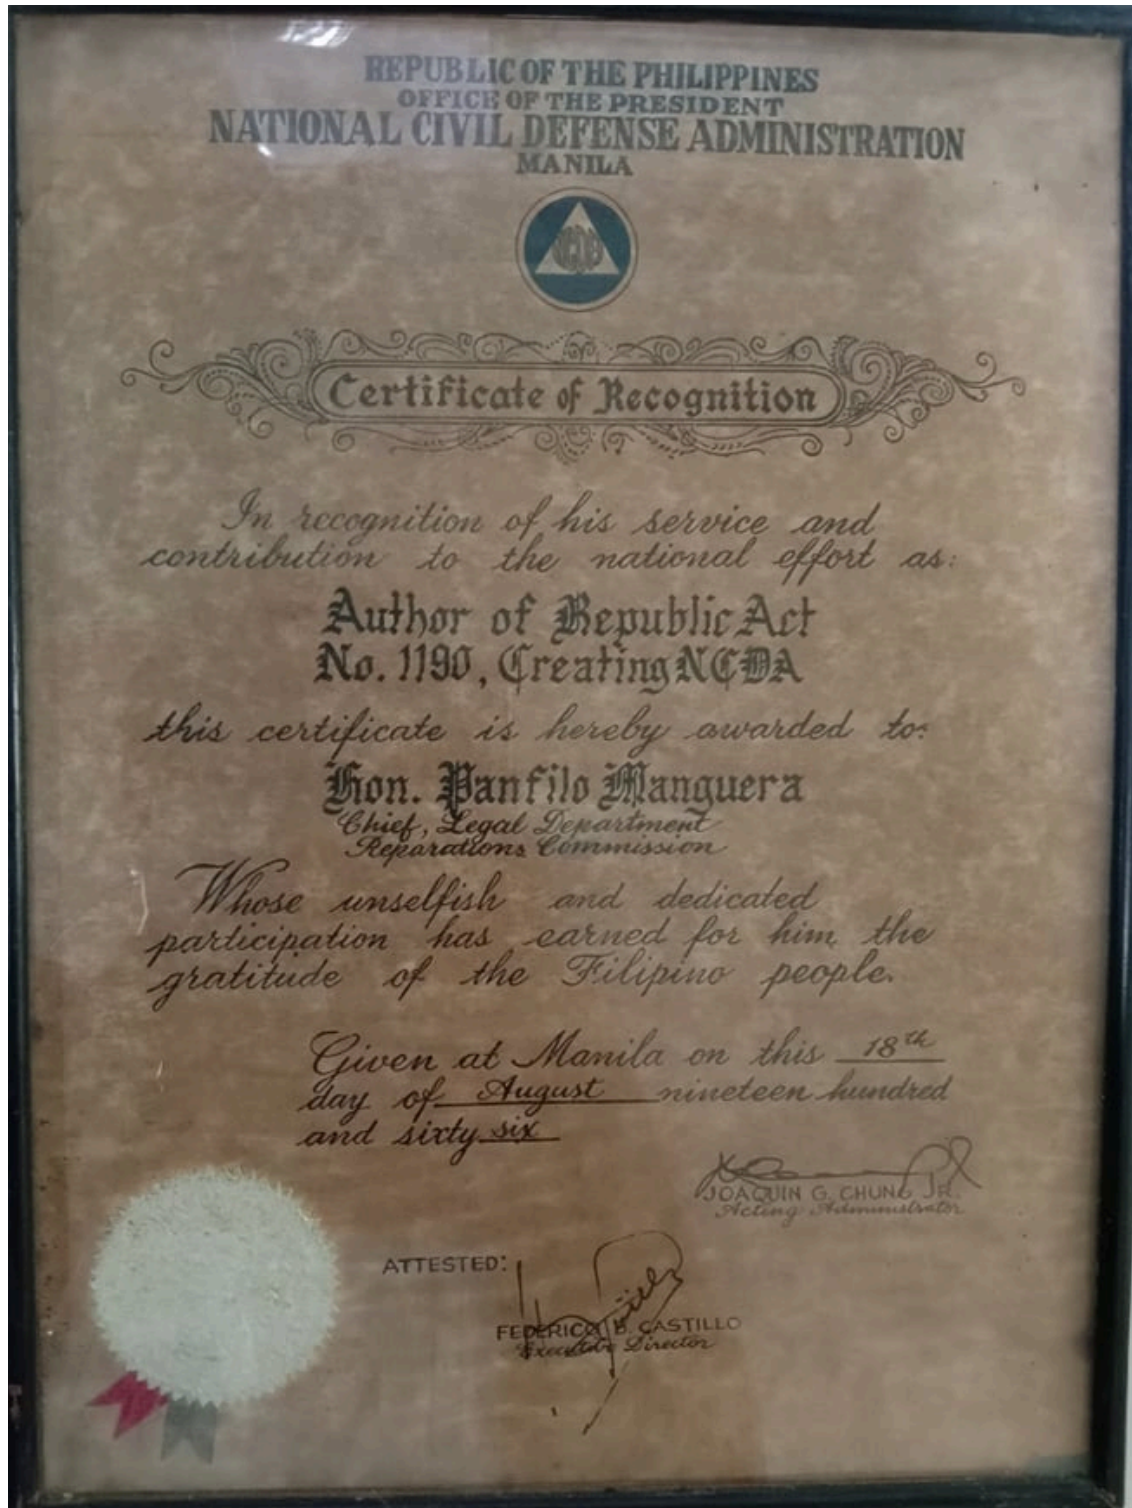 REPUBLIC OF THE PHILIPPINES
OFFICE OF THE PRESIDENT
NATIONAL CIVIL DEFENSE ADMINISTRATION
MANILA
Certificate of Recognition
In recognition of his service and
contribution to the national effort as:
Author of Republic Act
No. 1190, Creating NCDA
this certificate is hereby awarded to:
Hon. Panfilo Manguera
Chief, Legal Department
Reparations Commission
Whose unselfish and dedicated
participation has earned for him the
gratitude of the Filipino people.
Given at Manila on this 18th
day of August nineteen hundred
and sixty six
JOAQUIN G. CHUNG JR.
Acting Administrator
ATTESTED:
FEDERICO B. CASTILLO
Executive Director